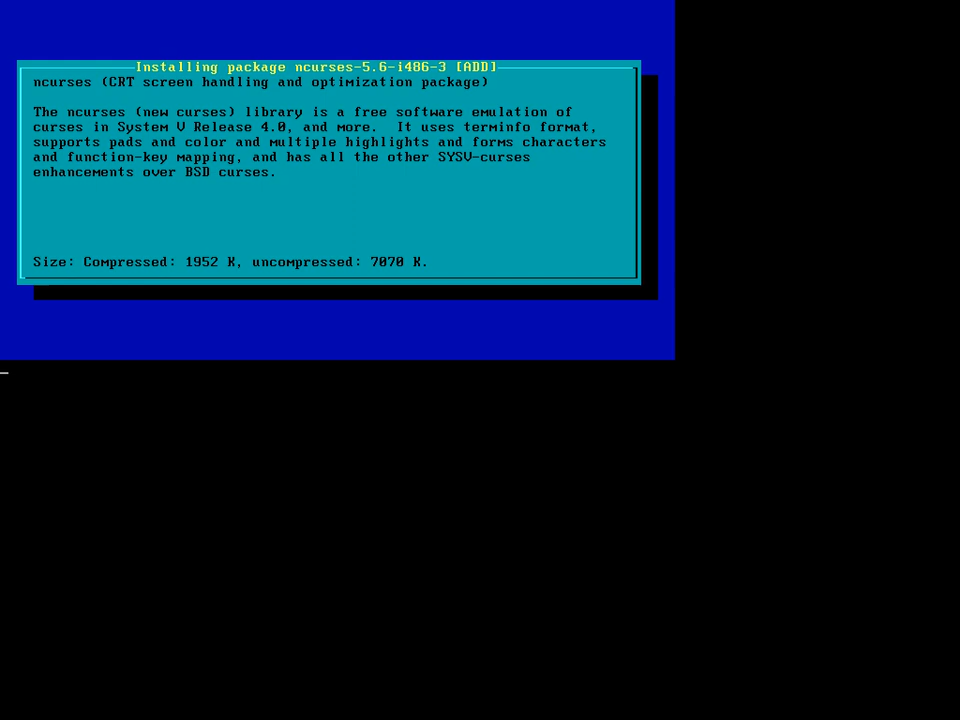 Installing package ncurses-5.6-i486-3 [ADD]
ncurses (CRT screen handling and optimization package)
The ncurses (new curses) library is a free software emulation of
curses in System V Release 4.0, and more.  It uses terminfo format,
supports pads and color and multiple highlights and forms characters
and function-key mapping, and has all the other SYSV-curses
enhancements over BSD curses.
Size: Compressed: 1952 K, uncompressed: 7070 K.